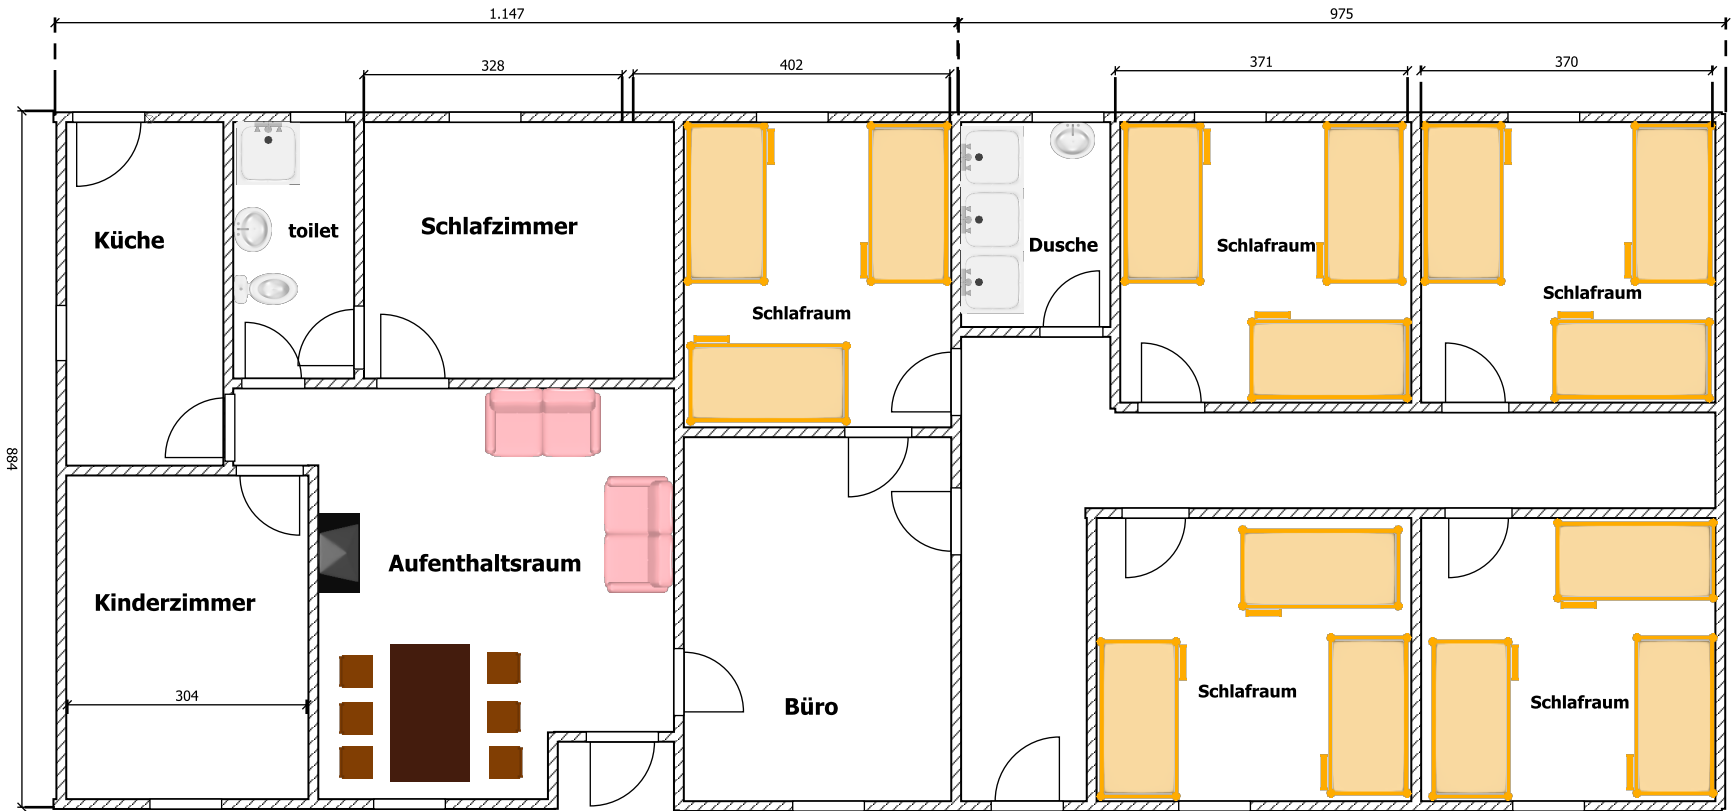 1.147
975
328
402
371
370
Küche
toilet
Schlafzimmer
Schlafraum
Dusche
Schlafraum
Schlafraum
884
Kinderzimmer
Aufenthaltsraum
304
Büro
Schlafraum
Schlafraum